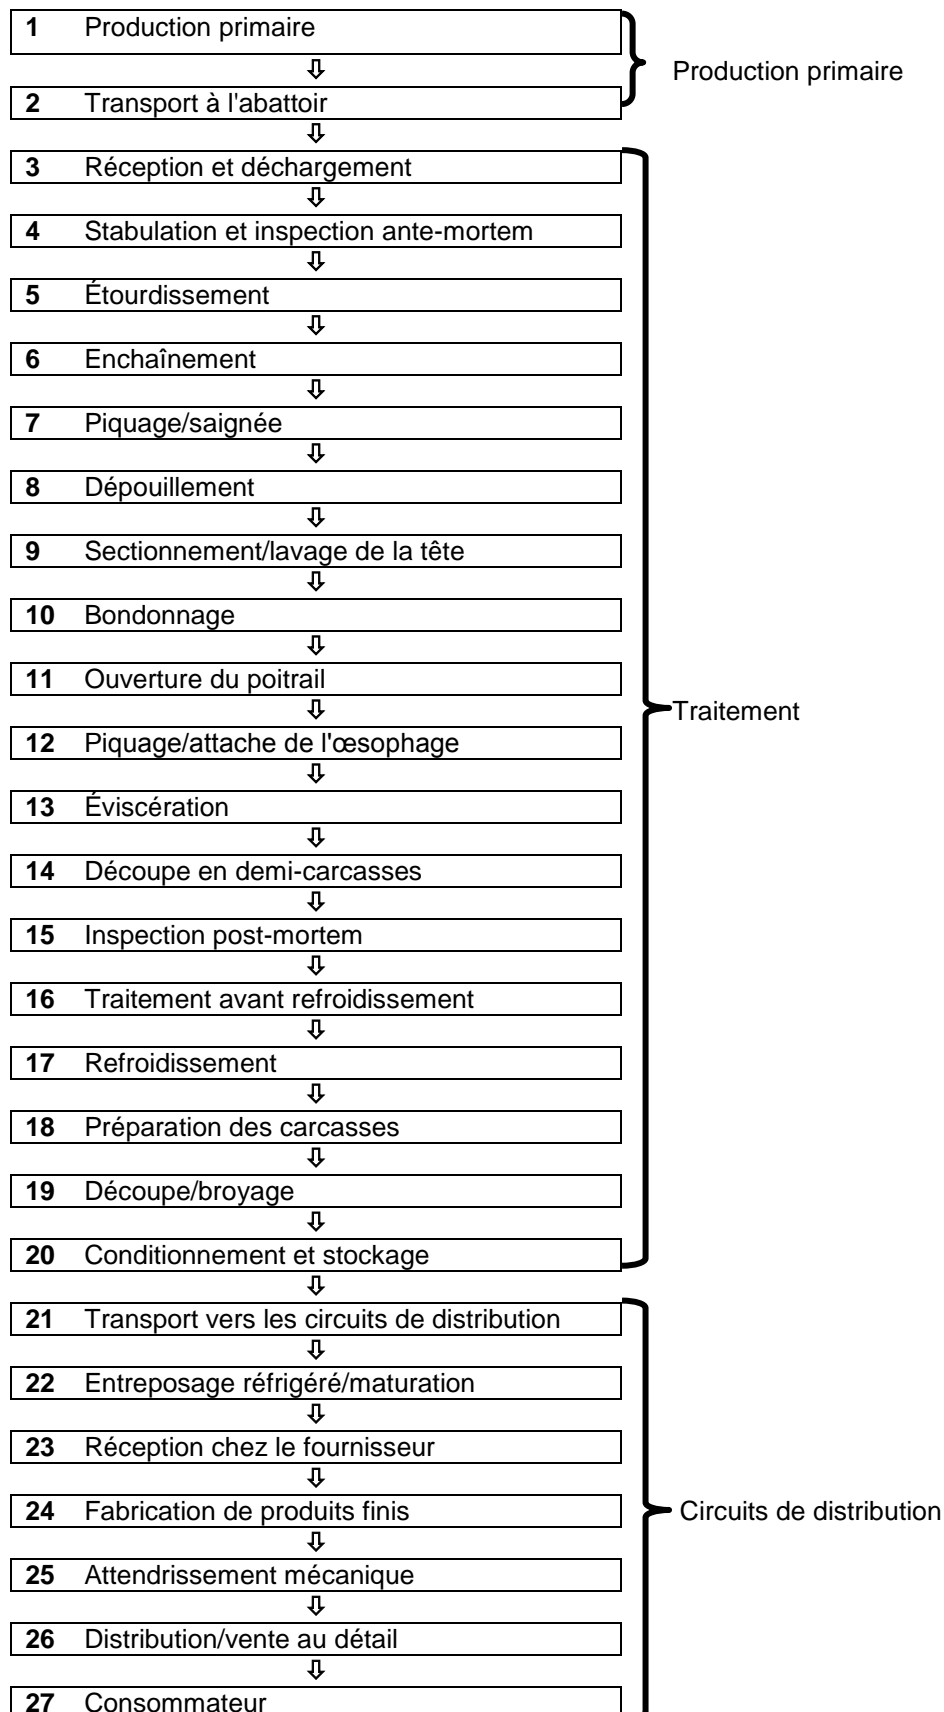 1 Production primaire
Production primaire
2 Transport à l'abattoir
3 Réception et déchargement
4 Stabulation et inspection ante-mortem
5 Étourdissement
6 Enchaînement
7 Piquage/saignée
8 Dépouillement
9 Sectionnement/lavage de la tête
10 Bondonnage
11 Ouverture du poitrail
Traitement
12 Piquage/attache de l'œsophage
13 Éviscération
14 Découpe en demi-carcasses
15 Inspection post-mortem
16 Traitement avant refroidissement
17 Refroidissement
18 Préparation des carcasses
19 Découpe/broyage
20 Conditionnement et stockage
21 Transport vers les circuits de distribution
22 Entreposage réfrigéré/maturation
23 Réception chez le fournisseur
24 Fabrication de produits finis
Circuits de distribution
25 Attendrissement mécanique
26 Distribution/vente au détail
27 Consommateur